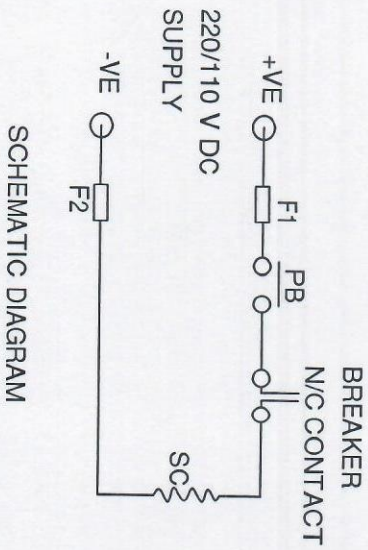 BREAKER
N/C CONTACT
PB
F1
+VE
220/110 V DC
SUPPLY
SC
-VE
F2
SCHEMATIC DIAGRAM